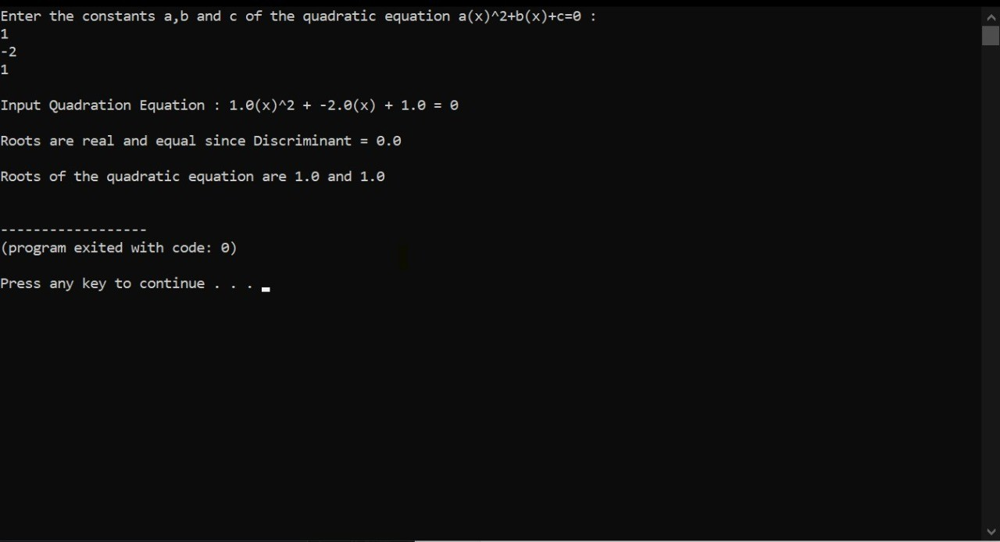 Enter the constants a,b and c of the quadratic equation a(x)^2+b(x)+c=0 :
1
-2
1
Input Quadration Equation : 1.0(x)^2 + -2.0(x) + 1.0 = 0
Roots are real and equal since Discriminant = 0.0
Roots of the quadratic equation are 1.0 and 1.0
------------------
(program exited with code: 0)
Press any key to continue . . .